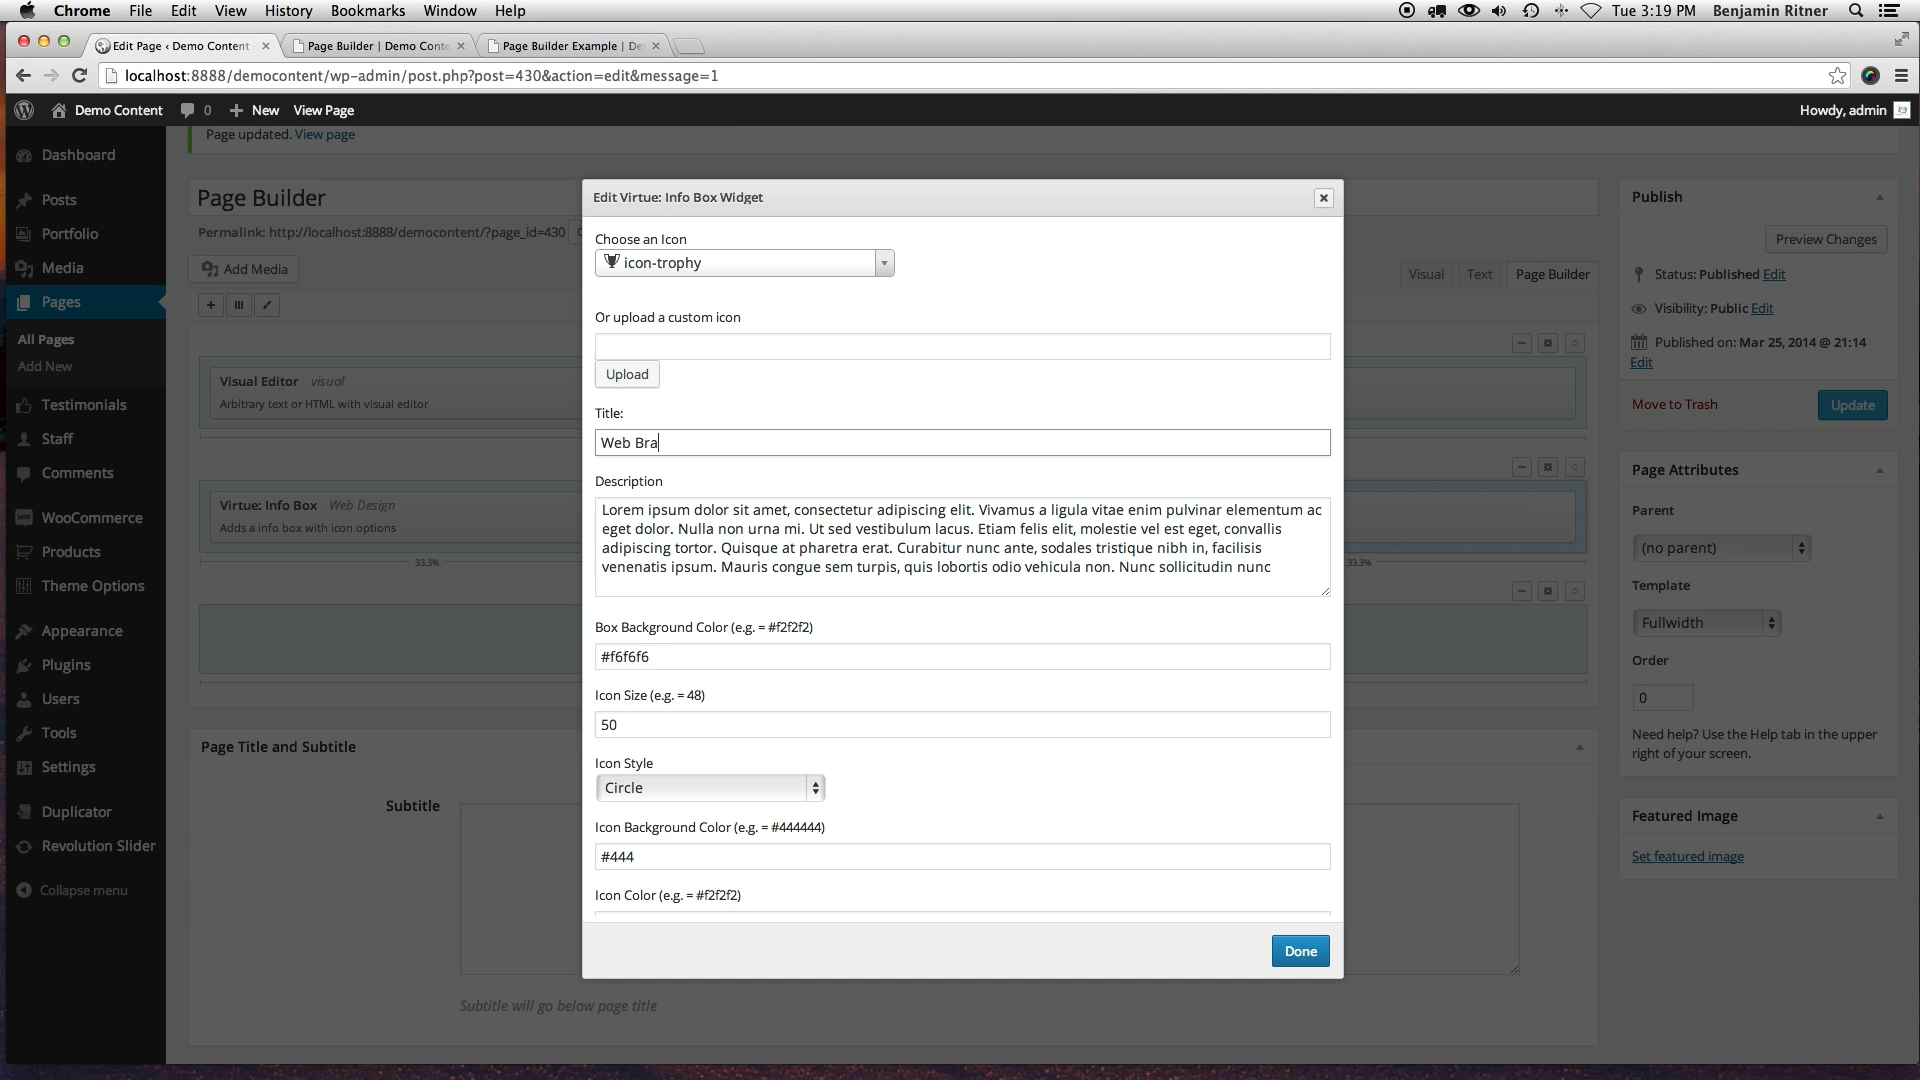 Chrome File Edit View History Bookmarks Window Help Tue 3:19 PM Benjamin Ritner
Edit Page ‹ Demo Content Page Builder | Demo Conte Page Builder Example | De
localhost:8888/democontent/wp-admin/post.php?post=430&action=edit&message=1
Demo Content 0 New View Page Howdy, admin
Page updated. View page
Dashboard
Posts
Portfolio
Media
Pages
All Pages
Add New
Testimonials
Staff
Comments
WooCommerce
Products
Theme Options
Appearance
Plugins
Users
Tools
Settings
Duplicator
Revolution Slider
Collapse menu
Page Builder
Permalink: http://localhost:8888/democontent/?page_id=430
Add Media
Visual Text Page Builder
Visual Editor visual
Arbitrary text or HTML with visual editor
Virtue: Info Box Web Design
Adds a info box with icon options
33.3% 33.3%
Page Title and Subtitle
Subtitle
Subtitle will go below page title
Edit Virtue: Info Box Widget
Choose an Icon
icon-trophy
Or upload a custom icon
Upload
Title:
Web Bra
Description
Lorem ipsum dolor sit amet, consectetur adipiscing elit. Vivamus a ligula vitae enim pulvinar elementum ac
eget dolor. Nulla non urna mi. Ut sed vestibulum lacus. Etiam felis elit, molestie vel est eget, convallis
adipiscing tortor. Quisque at pharetra erat. Curabitur nunc ante, sodales tristique nibh in, facilisis
venenatis ipsum. Mauris congue sem turpis, quis lobortis odio vehicula non. Nunc sollicitudin nunc
Box Background Color (e.g. = #f2f2f2)
#f6f6f6
Icon Size (e.g. = 48)
50
Icon Style
Circle
Icon Background Color (e.g. = #444444)
#444
Icon Color (e.g. = #f2f2f2)
Done
Publish
Preview Changes
Status: Published Edit
Visibility: Public Edit
Published on: Mar 25, 2014 @ 21:14
Edit
Move to Trash Update
Page Attributes
Parent
(no parent)
Template
Fullwidth
Order
0
Need help? Use the Help tab in the upper
right of your screen.
Featured Image
Set featured image